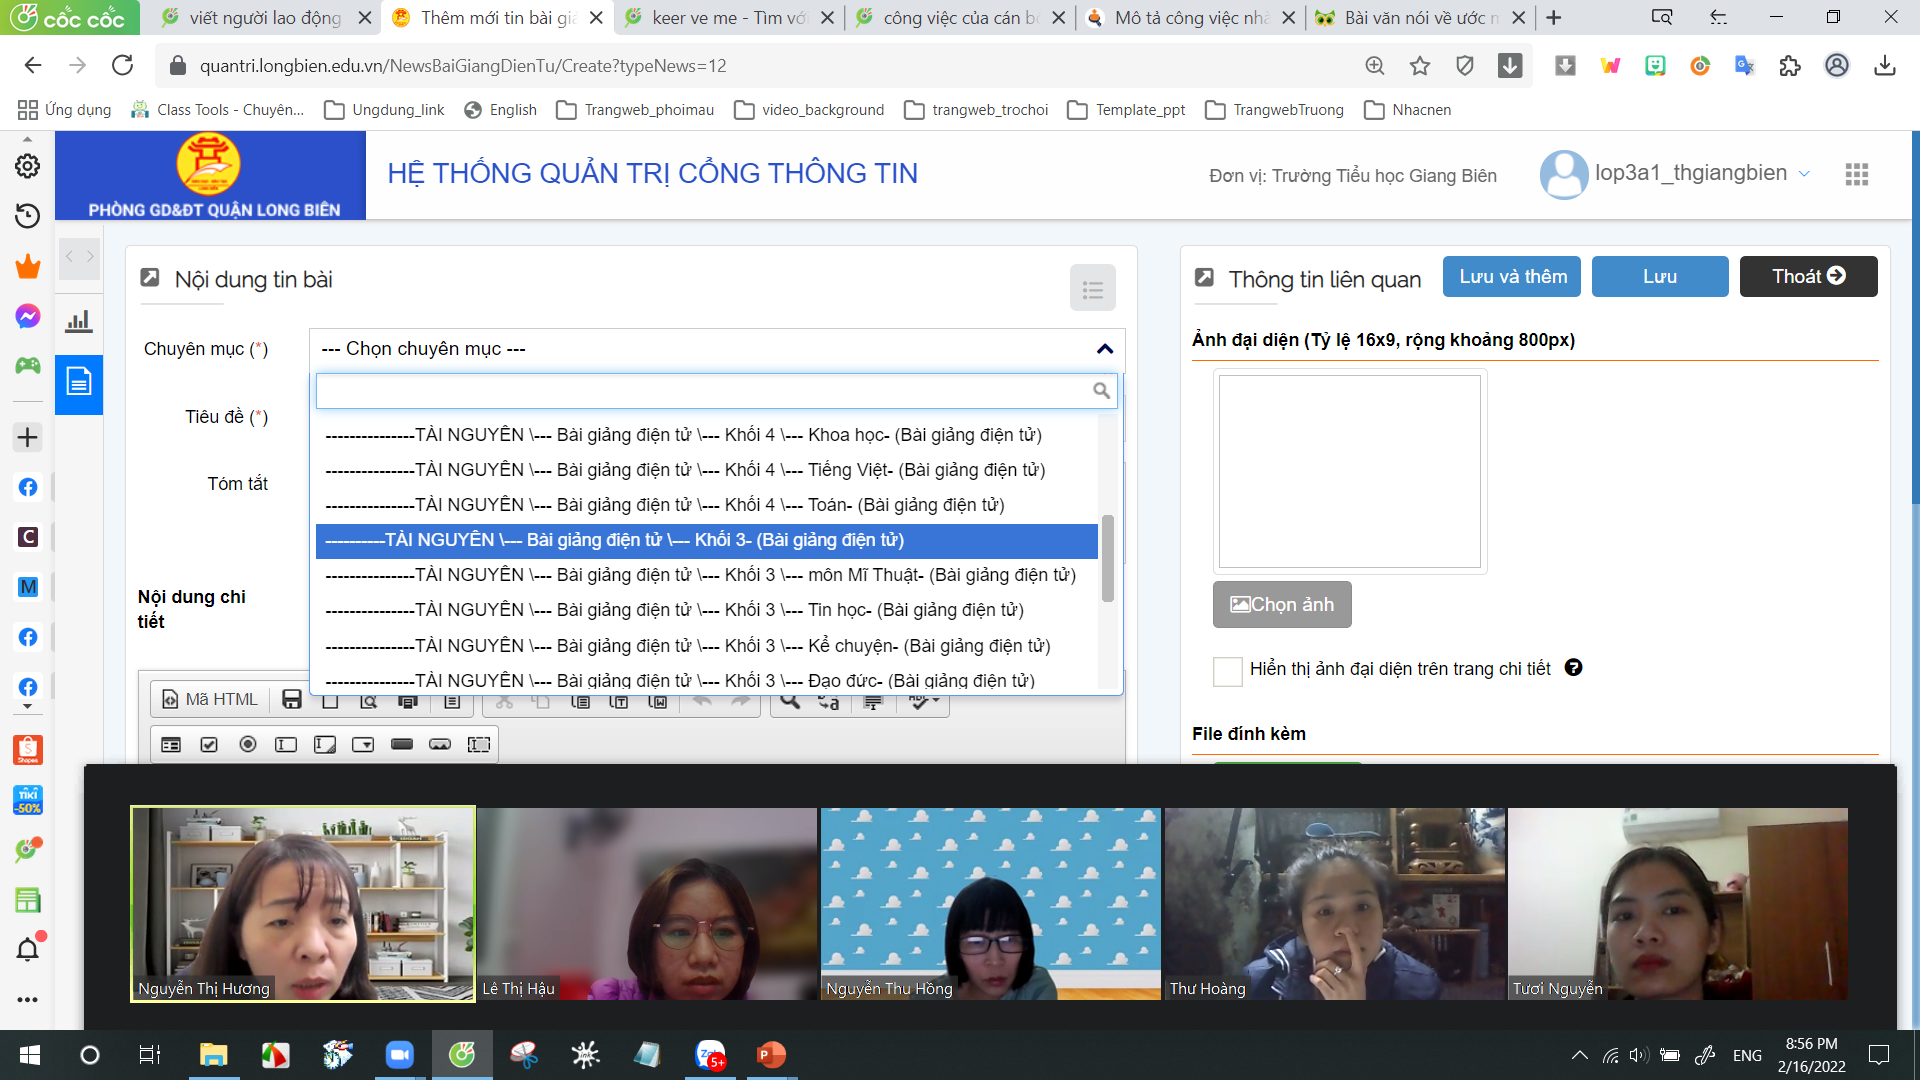 cốc cốc
viết người lao động
Thêm mới tin bài giả
keer ve me - Tìm với
công việc của cán bộ
Mô tả công việc nhâ
Bài văn nói về ước m
quantri.longbien.edu.vn/NewsBaiGiangDienTu/Create?typeNews=12
Ứng dụng
Class Tools - Chuyên...
Ungdung_link
English
Trangweb_phoimau
video_background
trangweb_trochoi
Template_ppt
TrangwebTruong
Nhacnen
PHÒNG GD&ĐT QUẬN LONG BIÊN
HỆ THỐNG QUẢN TRỊ CỔNG THÔNG TIN
Đơn vị: Trường Tiểu học Giang Biên
lop3a1_thgiangbien
Nội dung tin bài
Thông tin liên quan
Lưu và thêm
Lưu
Thoát
Chuyên mục (*)
--- Chọn chuyên mục ---
Ảnh đại diện (Tỷ lệ 16x9, rộng khoảng 800px)
Tiêu đề (*)
---------------TÀI NGUYÊN \--- Bài giảng điện tử \--- Khối 4 \--- Khoa học- (Bài giảng điện tử)
---------------TÀI NGUYÊN \--- Bài giảng điện tử \--- Khối 4 \--- Tiếng Việt- (Bài giảng điện tử)
Tóm tắt
---------------TÀI NGUYÊN \--- Bài giảng điện tử \--- Khối 4 \--- Toán- (Bài giảng điện tử)
----------TÀI NGUYÊN \--- Bài giảng điện tử \--- Khối 3- (Bài giảng điện tử)
---------------TÀI NGUYÊN \--- Bài giảng điện tử \--- Khối 3 \--- môn Mĩ Thuật- (Bài giảng điện tử)
Nội dung chi
tiết
---------------TÀI NGUYÊN \--- Bài giảng điện tử \--- Khối 3 \--- Tin học- (Bài giảng điện tử)
---------------TÀI NGUYÊN \--- Bài giảng điện tử \--- Khối 3 \--- Kể chuyện- (Bài giảng điện tử)
---------------TÀI NGUYÊN \--- Bài giảng điện tử \--- Khối 3 \--- Đạo đức- (Bài giảng điện tử)
Chọn ảnh
Hiển thị ảnh đại diện trên trang chi tiết
Mã HTML
File đính kèm
Shopee
TIKI
-50%
Nguyễn Thị Hương
Lê Thị Hậu
Nguyễn Thu Hồng
Thư Hoàng
Tươi Nguyễn
5+
ENG
8:56 PM
2/16/2022